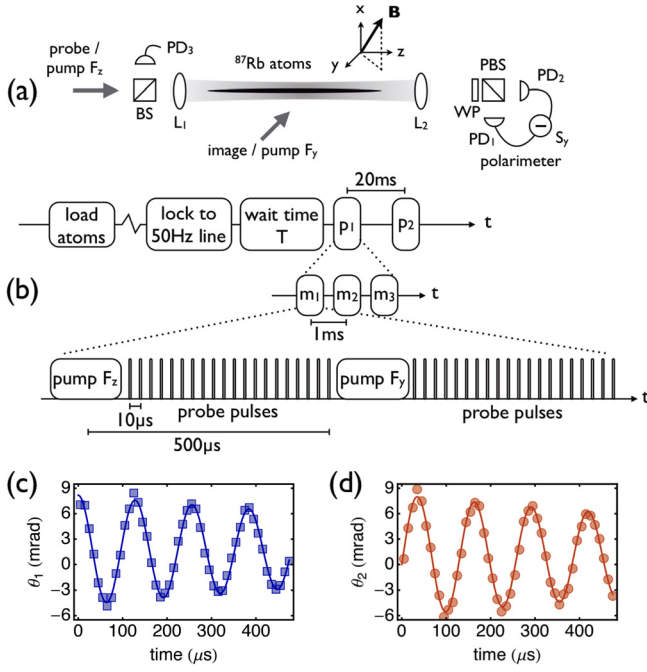 (a)
probe /
pump Fz
PD3
BS
L1
87Rb atoms
image / pump Fy
x
B
y
z
L2
PBS
PD2
WP
PD1
Sy
polarimeter
(b)
20ms
load
atoms
lock to
50Hz line
wait time
T
p1
p2
t
m1
m2
m3
t
1ms
pump Fz
pump Fy
t
10μs
probe pulses
probe pulses
500μs
(c)
θ1 (mrad)
9
6
3
0
−3
−6
0
100
200
300
400
time (μs)
(d)
θ2 (mrad)
9
6
3
0
−3
−6
0
100
200
300
400
time (μs)